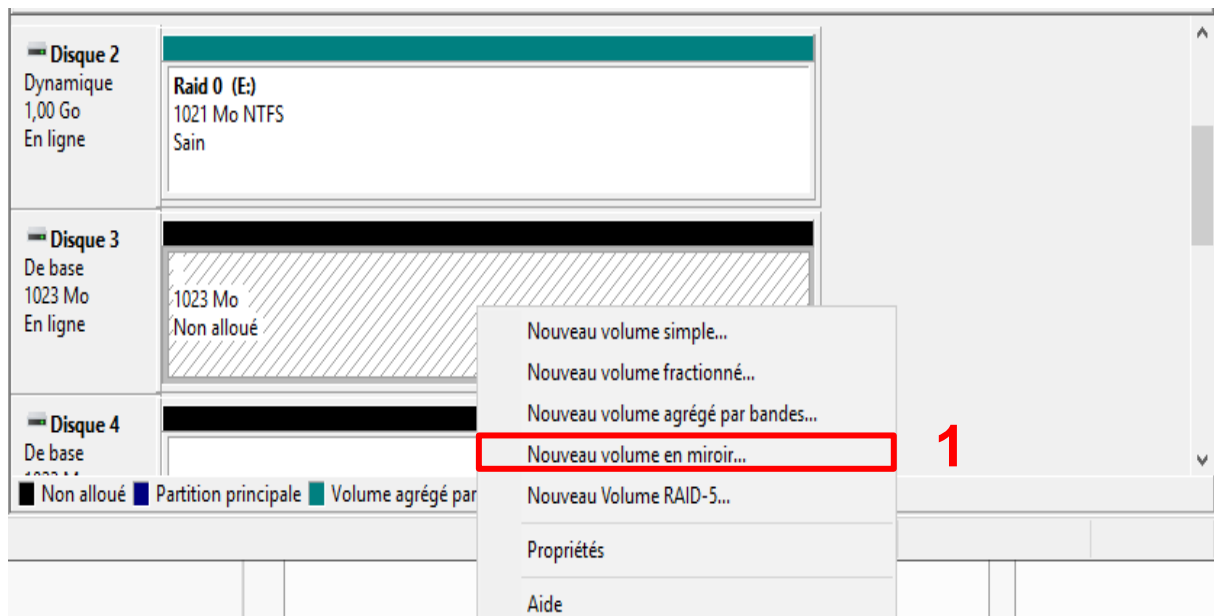 Disque 2
Dynamique
1,00 Go
En ligne
Raid 0 (E:)
1021 Mo NTFS
Sain
Disque 3
De base
1023 Mo
En ligne
1023 Mo
Non alloué
Disque 4
De base
Non alloué Partition principale Volume agrégé par
Nouveau volume simple...
Nouveau volume fractionné...
Nouveau volume agrégé par bandes...
Nouveau volume en miroir...
1
Nouveau Volume RAID-5...
Propriétés
Aide